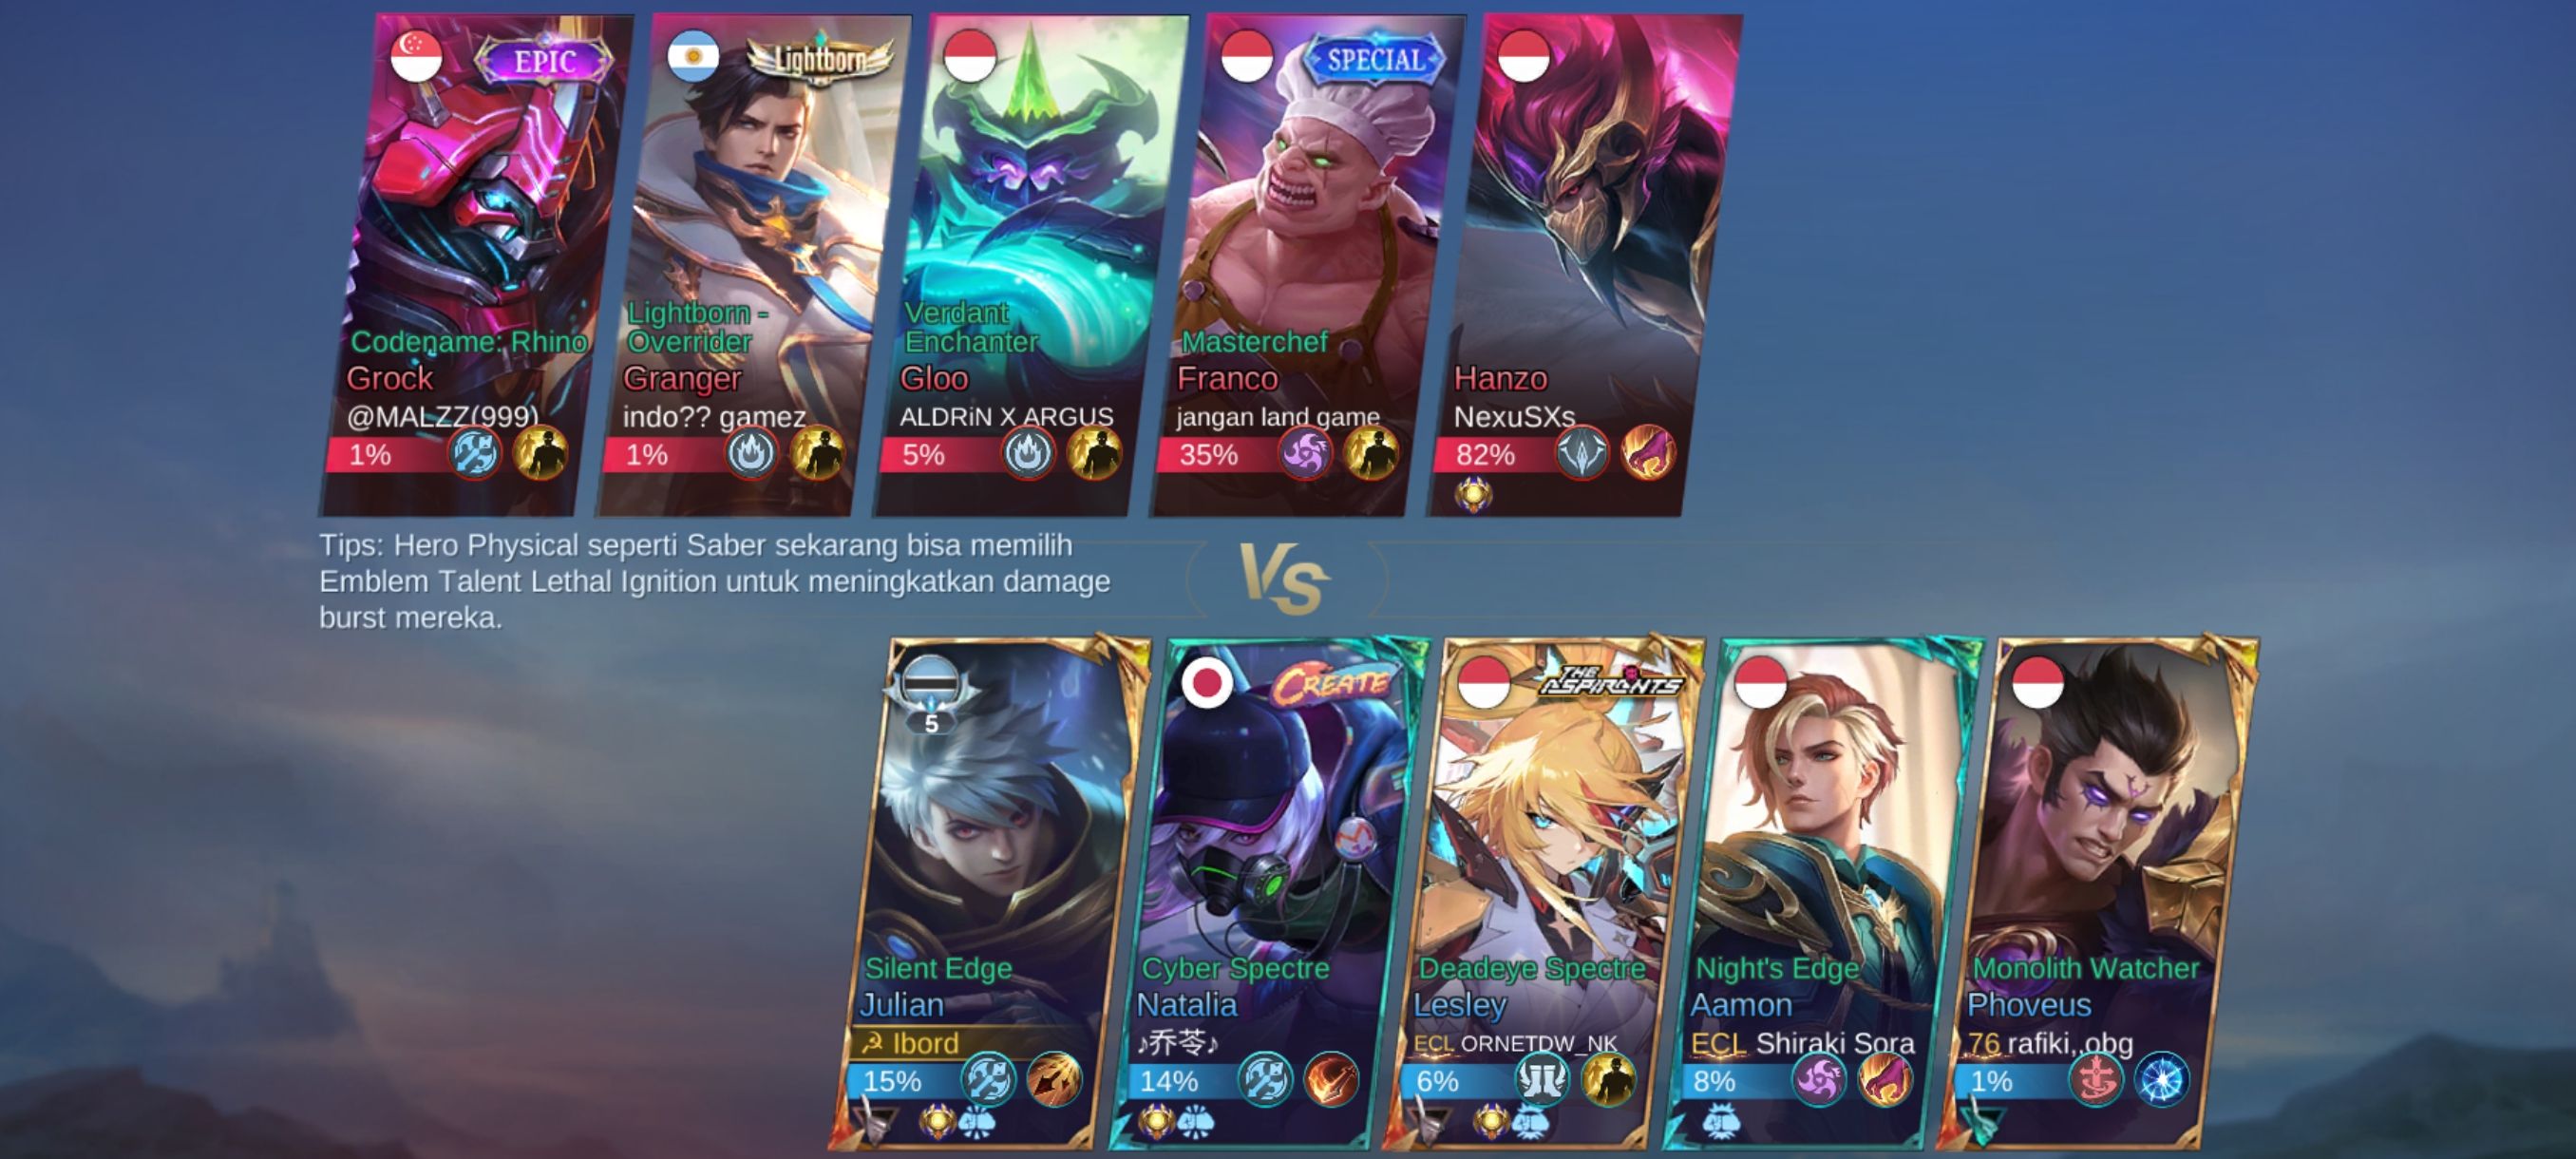 EPIC
Codename: Rhino
Grock
@MALZZ(999)
1%
Lightborn
Lightborn -
Overrider
Granger
indo?? gamez
1%
Verdant
Enchanter
Gloo
ALDRiN X ARGUS
5%
SPECIAL
Masterchef
Franco
jangan land game
35%
Hanzo
NexuSXs
82%
Tips: Hero Physical seperti Saber sekarang bisa memilih
Emblem Talent Lethal Ignition untuk meningkatkan damage
burst mereka.
VS
5
Silent Edge
Julian
☭ Ibord
15%
CREATE
Cyber Spectre
Natalia
♪乔苓♪
14%
THE
ASPIRANTS
Deadeye Spectre
Lesley
ECL ORNETDW_NK
6%
Night's Edge
Aamon
ECL Shiraki Sora
8%
Monolith Watcher
Phoveus
.76 rafiki,,obg
1%